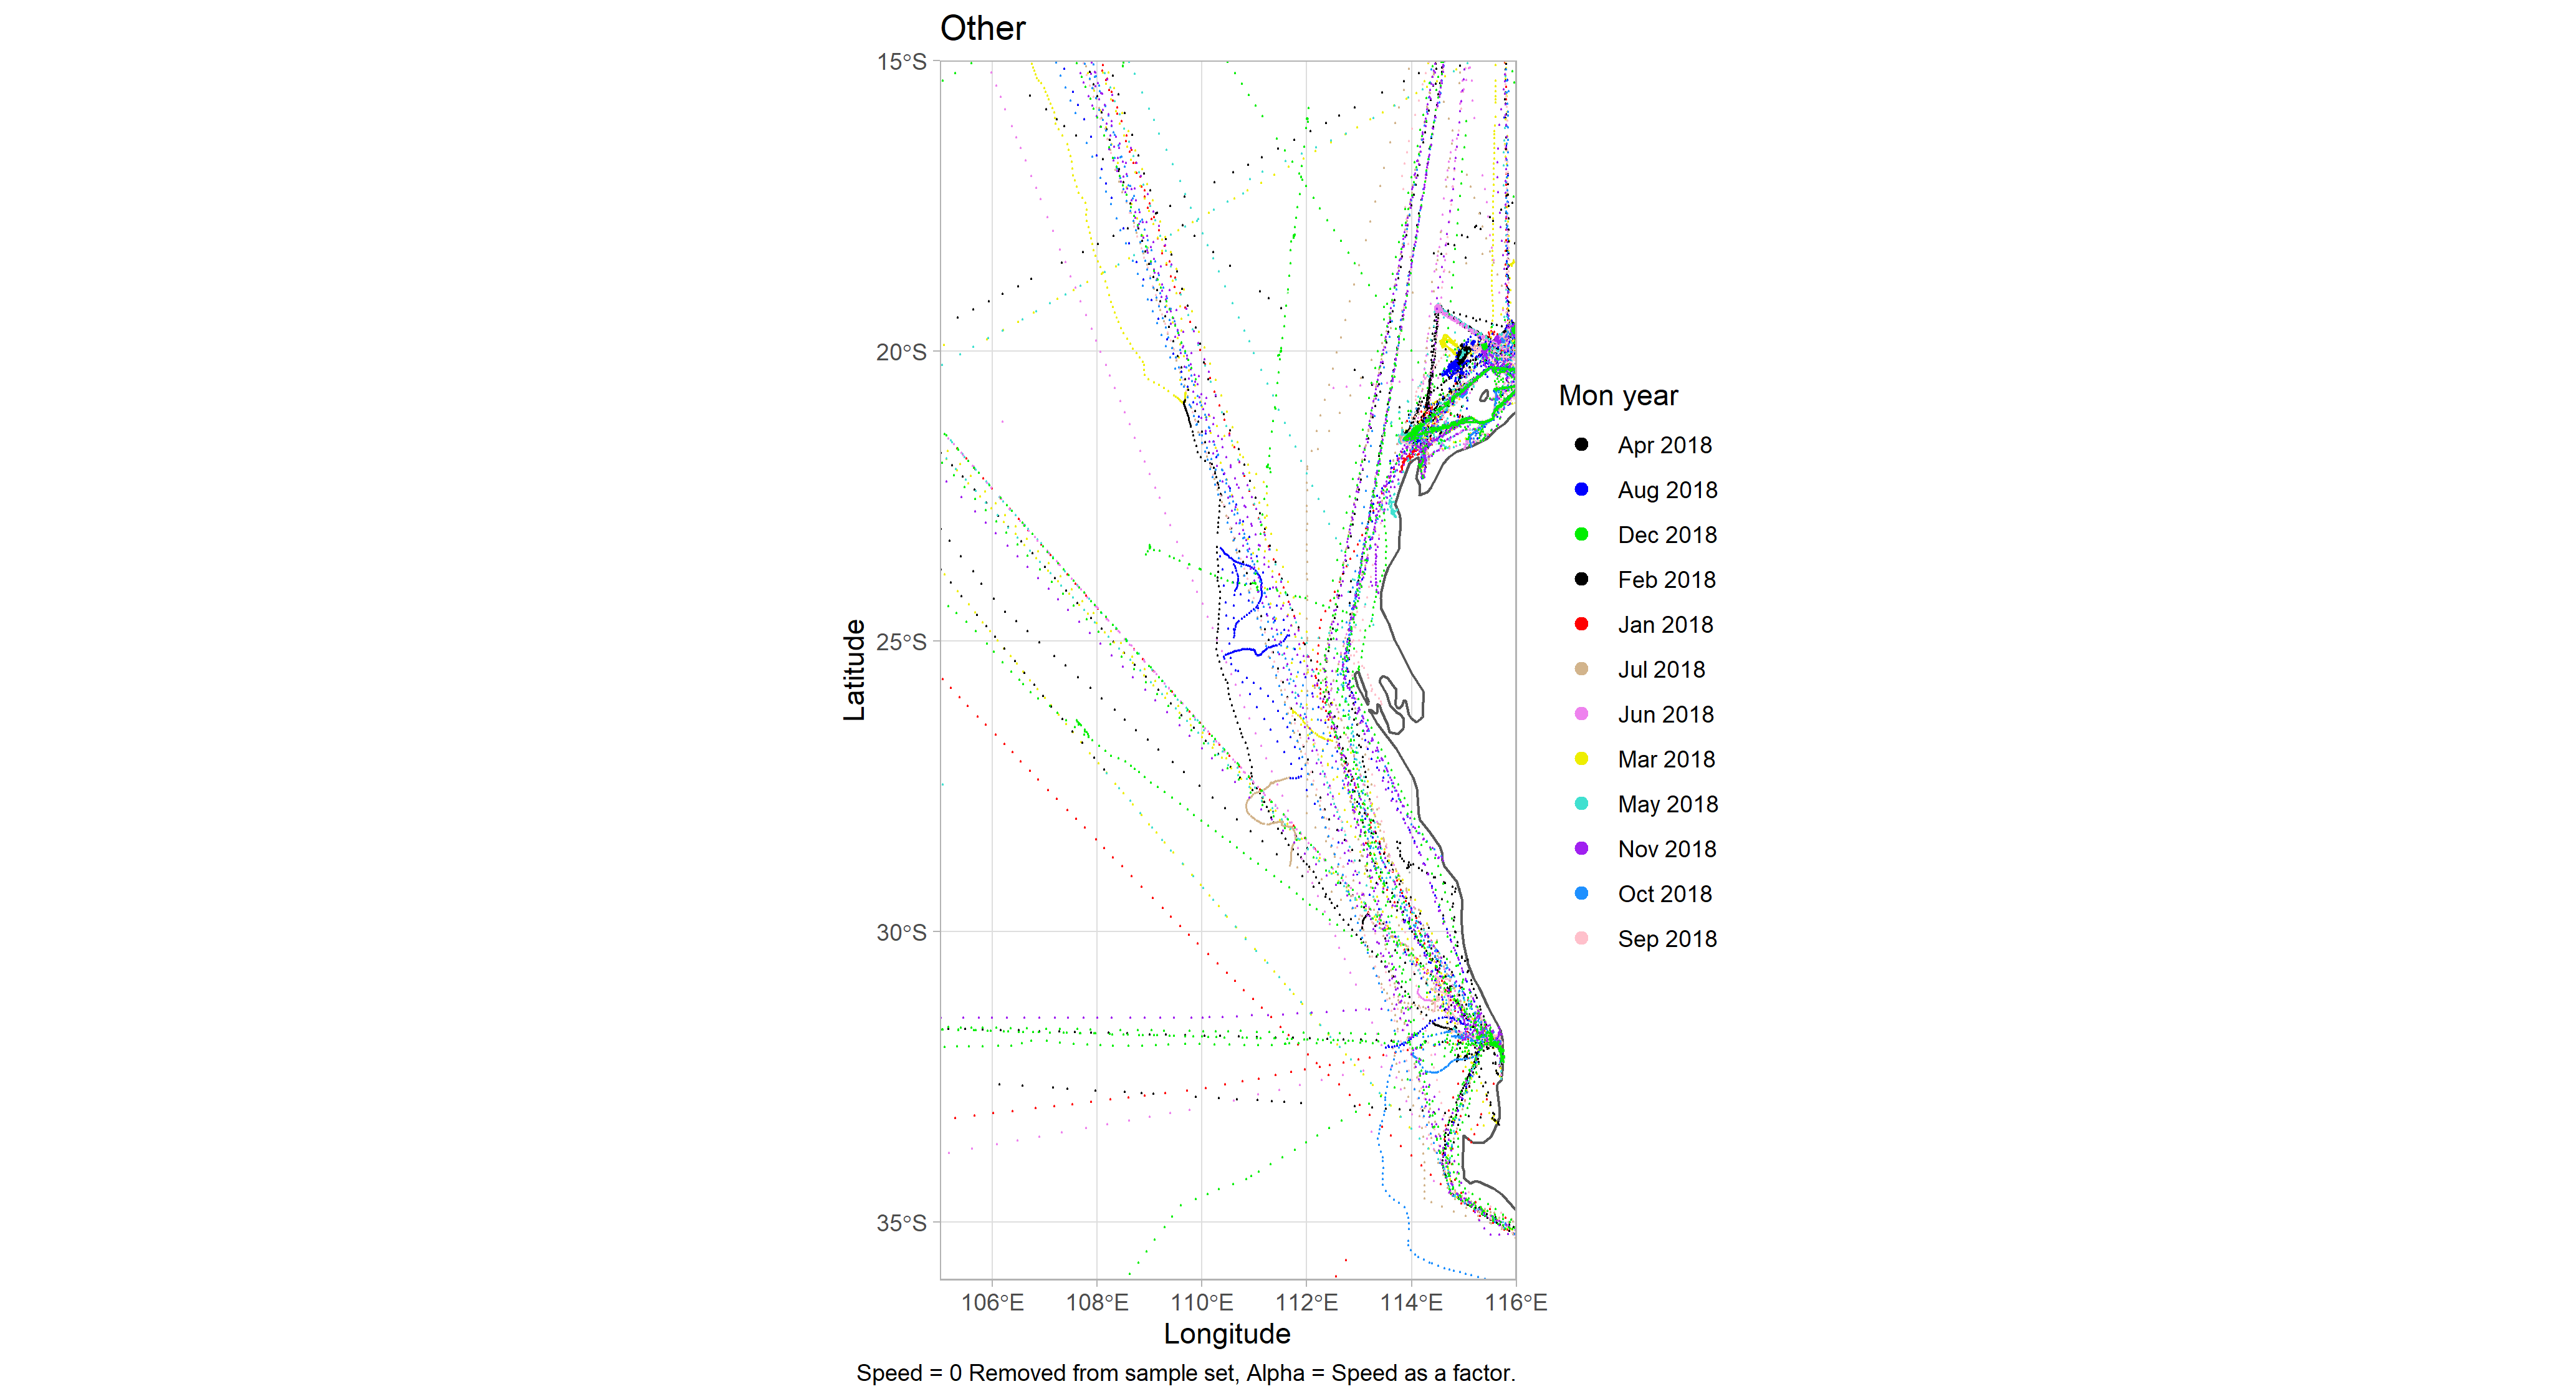 Other
15°S
20°S
25°S
30°S
35°S
Latitude
106°E 108°E 110°E 112°E 114°E 116°E
Longitude
Speed = 0 Removed from sample set, Alpha = Speed as a factor.
Mon year
Apr 2018
Aug 2018
Dec 2018
Feb 2018
Jan 2018
Jul 2018
Jun 2018
Mar 2018
May 2018
Nov 2018
Oct 2018
Sep 2018